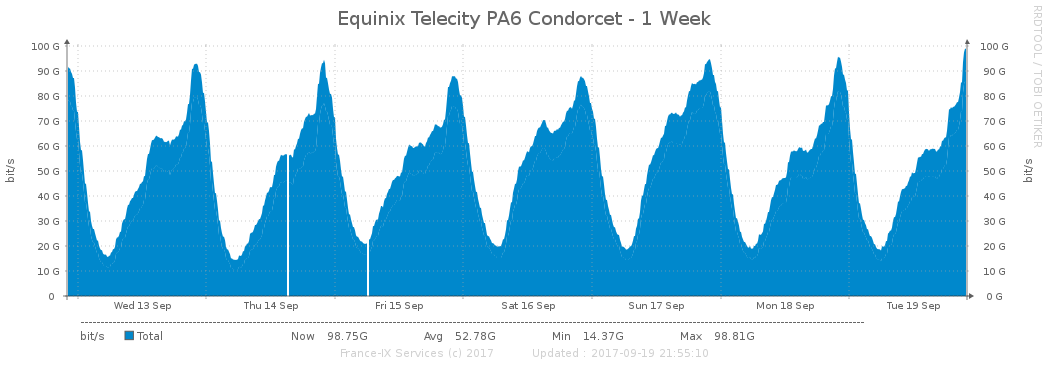 Equinix Telecity PA6 Condorcet - 1 Week
RRDTOOL / TOBI OETIKER
bit/s
bit/s
100 G 100 G
90 G 90 G
80 G 80 G
70 G 70 G
60 G 60 G
50 G 50 G
40 G 40 G
30 G 30 G
20 G 20 G
10 G 10 G
0 0 G
Wed 13 Sep Thu 14 Sep Fri 15 Sep Sat 16 Sep Sun 17 Sep Mon 18 Sep Tue 19 Sep
bit/s Total Now 98.75G Avg 52.78G Min 14.37G Max 98.81G
France-IX Services (c) 2017 Updated : 2017-09-19 21:55:10